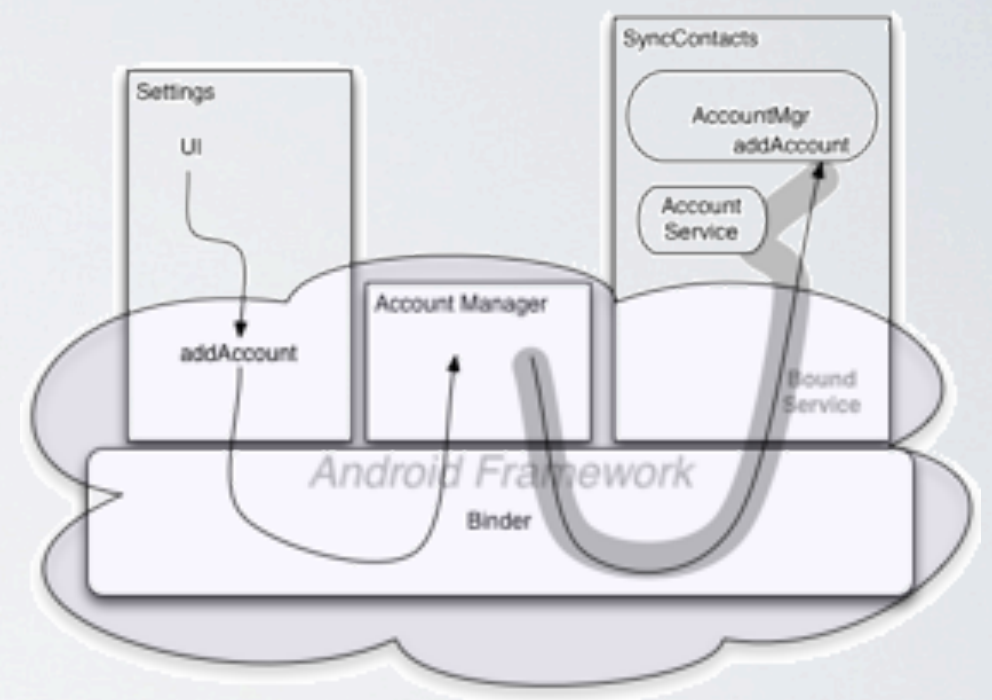 SyncContacts
Settings
AccountMgr
addAccount
UI
Account
Service
Account Manager
addAccount
Bound
Service
Android Framework
Binder